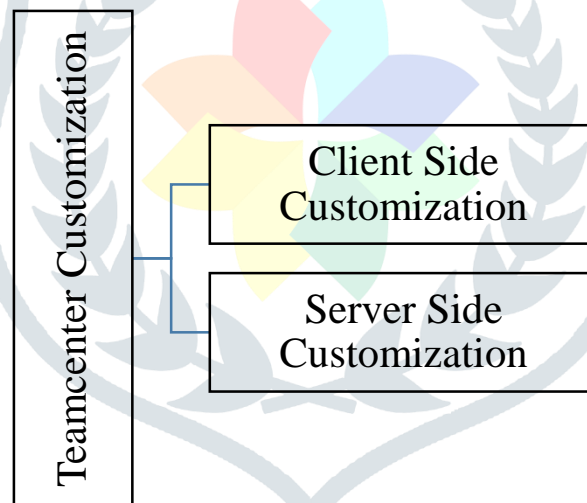 Teamcenter Customization
Client Side
Customization
Server Side
Customization